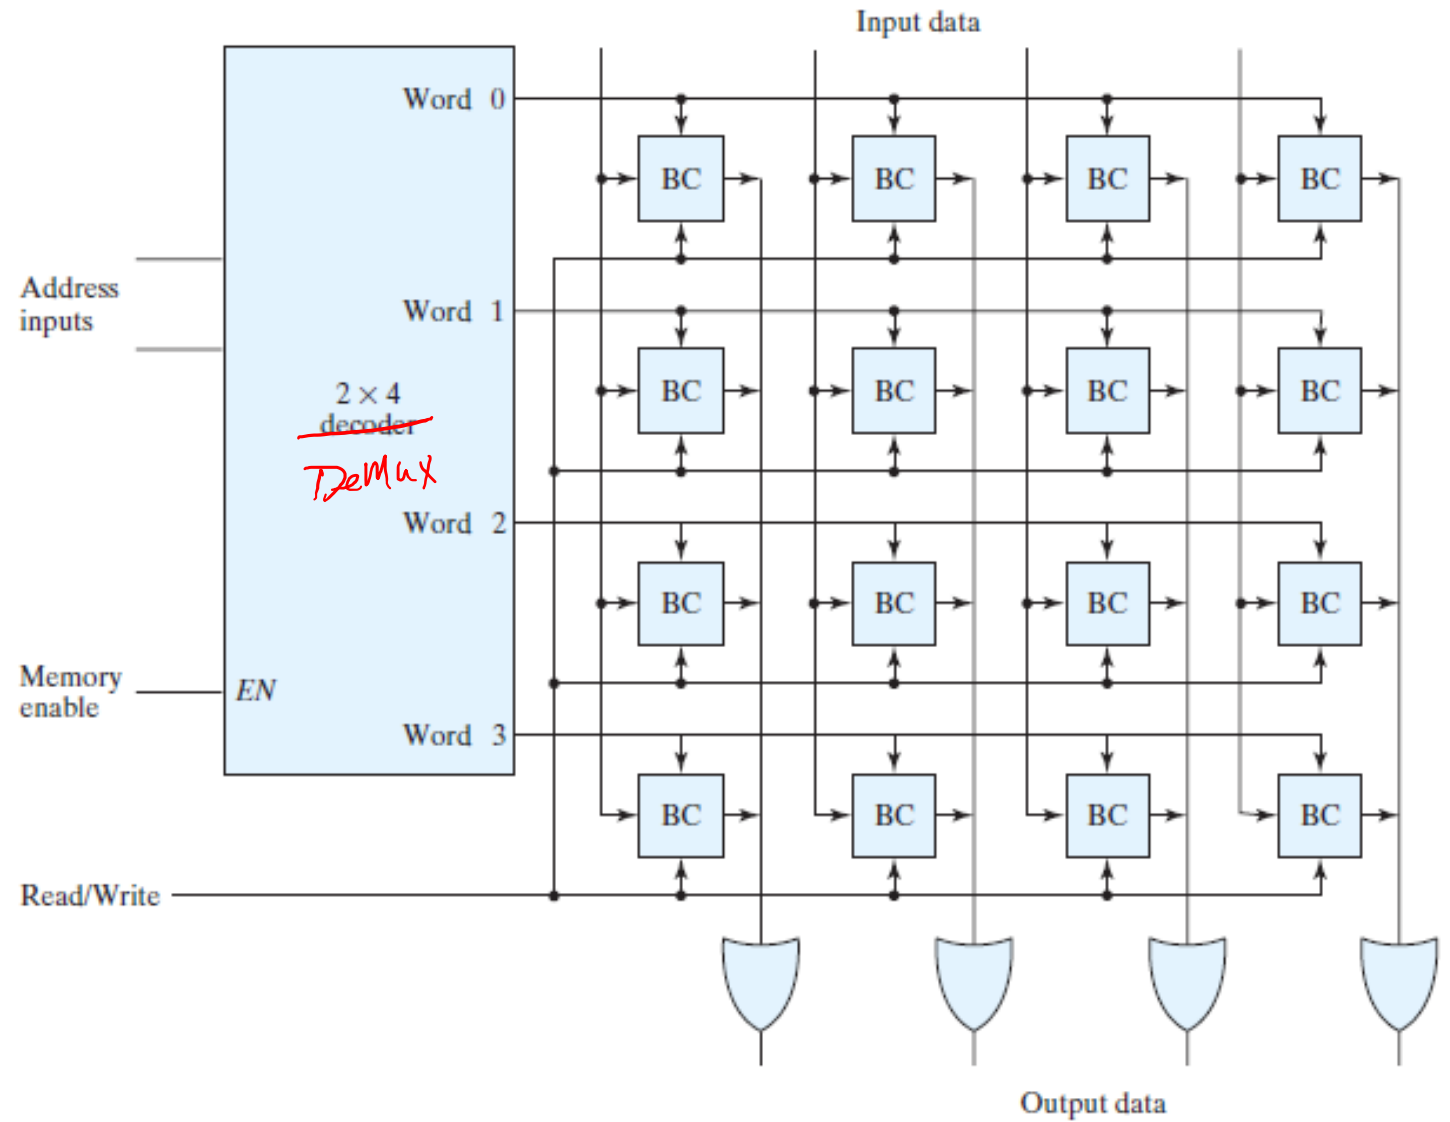 Input data
Word 0
BC BC BC BC
Address
inputs
Word 1
2 × 4
decoder
DeMux
BC BC BC BC
Word 2
BC BC BC BC
Memory
enable
EN
Word 3
BC BC BC BC
Read/Write
Output data